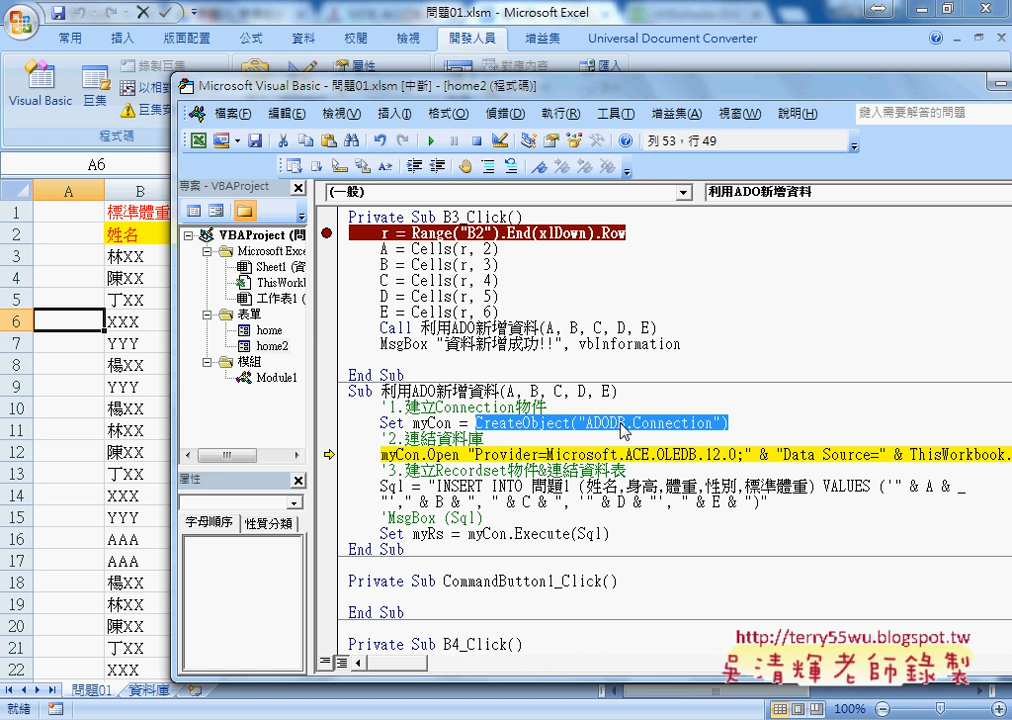 問題01.xlsm - Microsoft Excel
常用 插入 版面配置 公式 資料 校閱 檢視 開發人員 增益集 Universal Document Converter
Visual Basic 巨集 錄製巨集
以相
巨集安
程式碼
屬性 匯入
Microsoft Visual Basic - 問題01.xlsm [中斷] - [home2 (程式碼)]
檔案(F) 編輯(E) 檢視(V) 插入(I) 格式(O) 偵錯(D) 執行(R) 工具(T) 增益集(A) 視窗(W) 說明(H) 鍵入需要解答的問題
列 53，行 49
A6
專案 - VBAProject
(一般) 利用ADO新增資料
VBAProject (問
Microsoft Exce
Sheet1 (資
ThisWorkl
工作表1 (
表單
home
home2
模組
Module1
屬性
字母順序 性質分類
A B
1 標準體重
2 姓名
3 林XX
4 陳XX
5 丁XX
6 XXX
7 YYY
8 楊XX
9 YYY
10 楊XX
11 林XX
12 陳XX
13 丁XX
14 XXX
15 YYY
16 AAA
17 AAA
18 楊XX
19 林XX
20 陳XX
21 丁XX
22 XXX
Private Sub B3_Click()
r = Range("B2").End(xlDown).Row
A = Cells(r, 2)
B = Cells(r, 3)
C = Cells(r, 4)
D = Cells(r, 5)
E = Cells(r, 6)
Call 利用ADO新增資料(A, B, C, D, E)
MsgBox "資料新增成功!!", vbInformation
End Sub
Sub 利用ADO新增資料(A, B, C, D, E)
'1.建立Connection物件
Set myCon = CreateObject("ADODB.Connection")
'2.連結資料庫
myCon.Open "Provider=Microsoft.ACE.OLEDB.12.0;" & "Data Source=" & ThisWorkbook.
'3.建立Recordset物件&連結資料表
Sql = "INSERT INTO 問題1 (姓名,身高,體重,性別,標準體重) VALUES ('" & A & _
"', " & B & ", " & C & ", '" & D & "', " & E & ")"
'MsgBox (Sql)
Set myRs = myCon.Execute(Sql)
End Sub
Private Sub CommandButton1_Click()
End Sub
Private Sub B4_Click()
http://terry55wu.blogspot.tw
吳清輝老師錄製
問題01 資料庫
就緒 100%